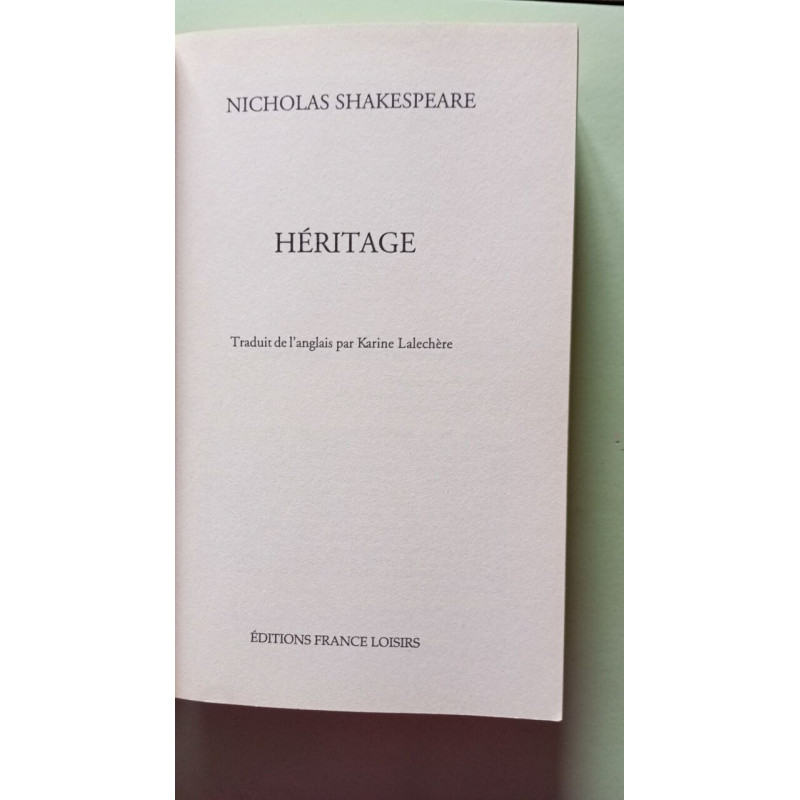 NICHOLAS SHAKESPEARE
HÉRITAGE
Traduit de l'anglais par Karine Lalechère
ÉDITIONS FRANCE LOISIRS